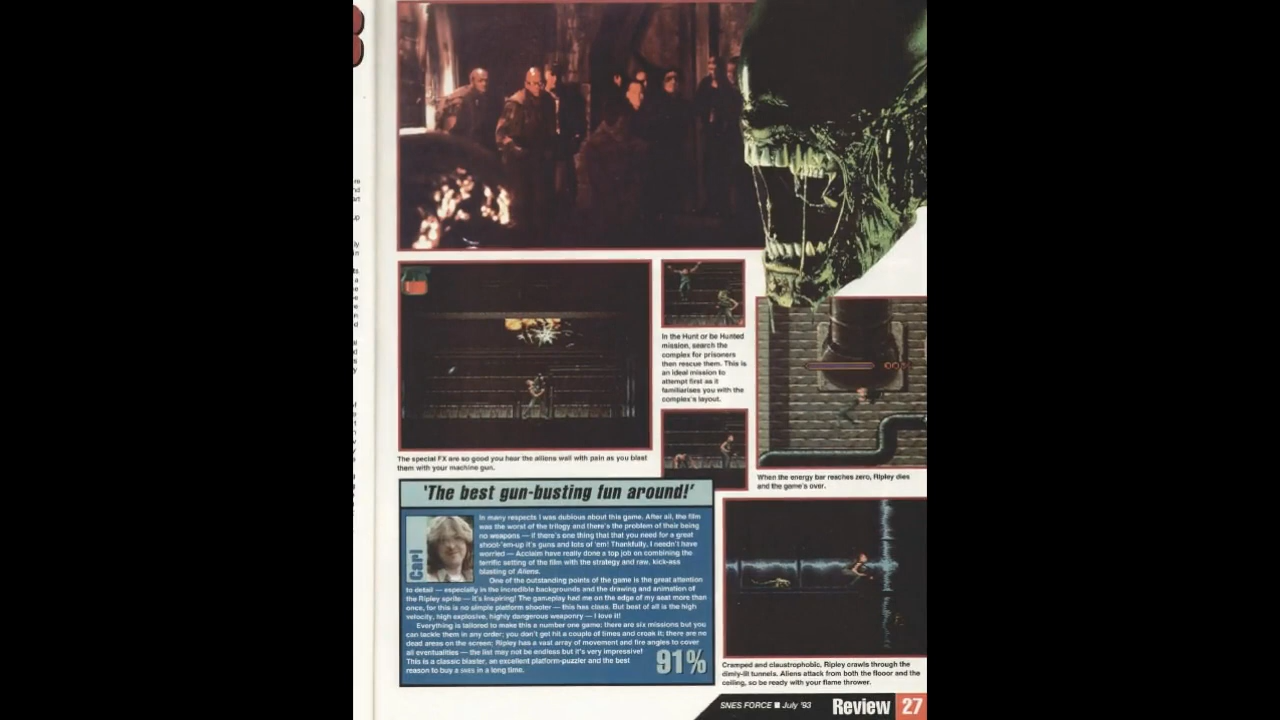 In the Hunt or be Hunted
mission, search the
complex for prisoners
then rescue them. This is
an ideal mission to
attempt first as it
familiarises you with the
complex's layout.
The special FX are so good you hear the aliens wail with pain as you blast
them with your machine gun.
When the energy bar reaches zero, Ripley dies
and the game's over.
'The best gun-busting fun around!'
Carl
In many respects I was dubious about this game. After all, the film
was the worst of the trilogy and there's the problem of their being
no weapons — if there's one thing that that you need for a great
shoot-'em-up it's guns and lots of 'em! Thankfully, I needn't have
worried — Acclaim have really done a top job on combining the
terrific setting of the film with the strategy and raw, kick-ass
blasting of Aliens.
One of the outstanding points of the game is the great attention
to detail — especially in the incredible backgrounds and the drawing and animation of
the Ripley sprite — it's inspiring! The gameplay had me on the edge of my seat more than
once, for this is no simple platform shooter — this has class. But best of all is the high
velocity, high explosive, highly dangerous weaponry — I love it!
Everything is tailored to make this a number one game: there are six missions but you
can tackle them in any order; you don't get hit a couple of times and croak it; there are no
dead areas on the screen; Ripley has a vast array of movement and fire angles to cover
all eventualities — the list may not be endless but it's very impressive!
This is a classic blaster, an excellent platform-puzzler and the best
reason to buy a SNES in a long time.
91%
Cramped and claustrophobic, Ripley crawls through the
dimly-lit tunnels. Aliens attack from both the flooor and the
ceiling, so be ready with your flame thrower.
SNES FORCE ■ July '93 Review 27